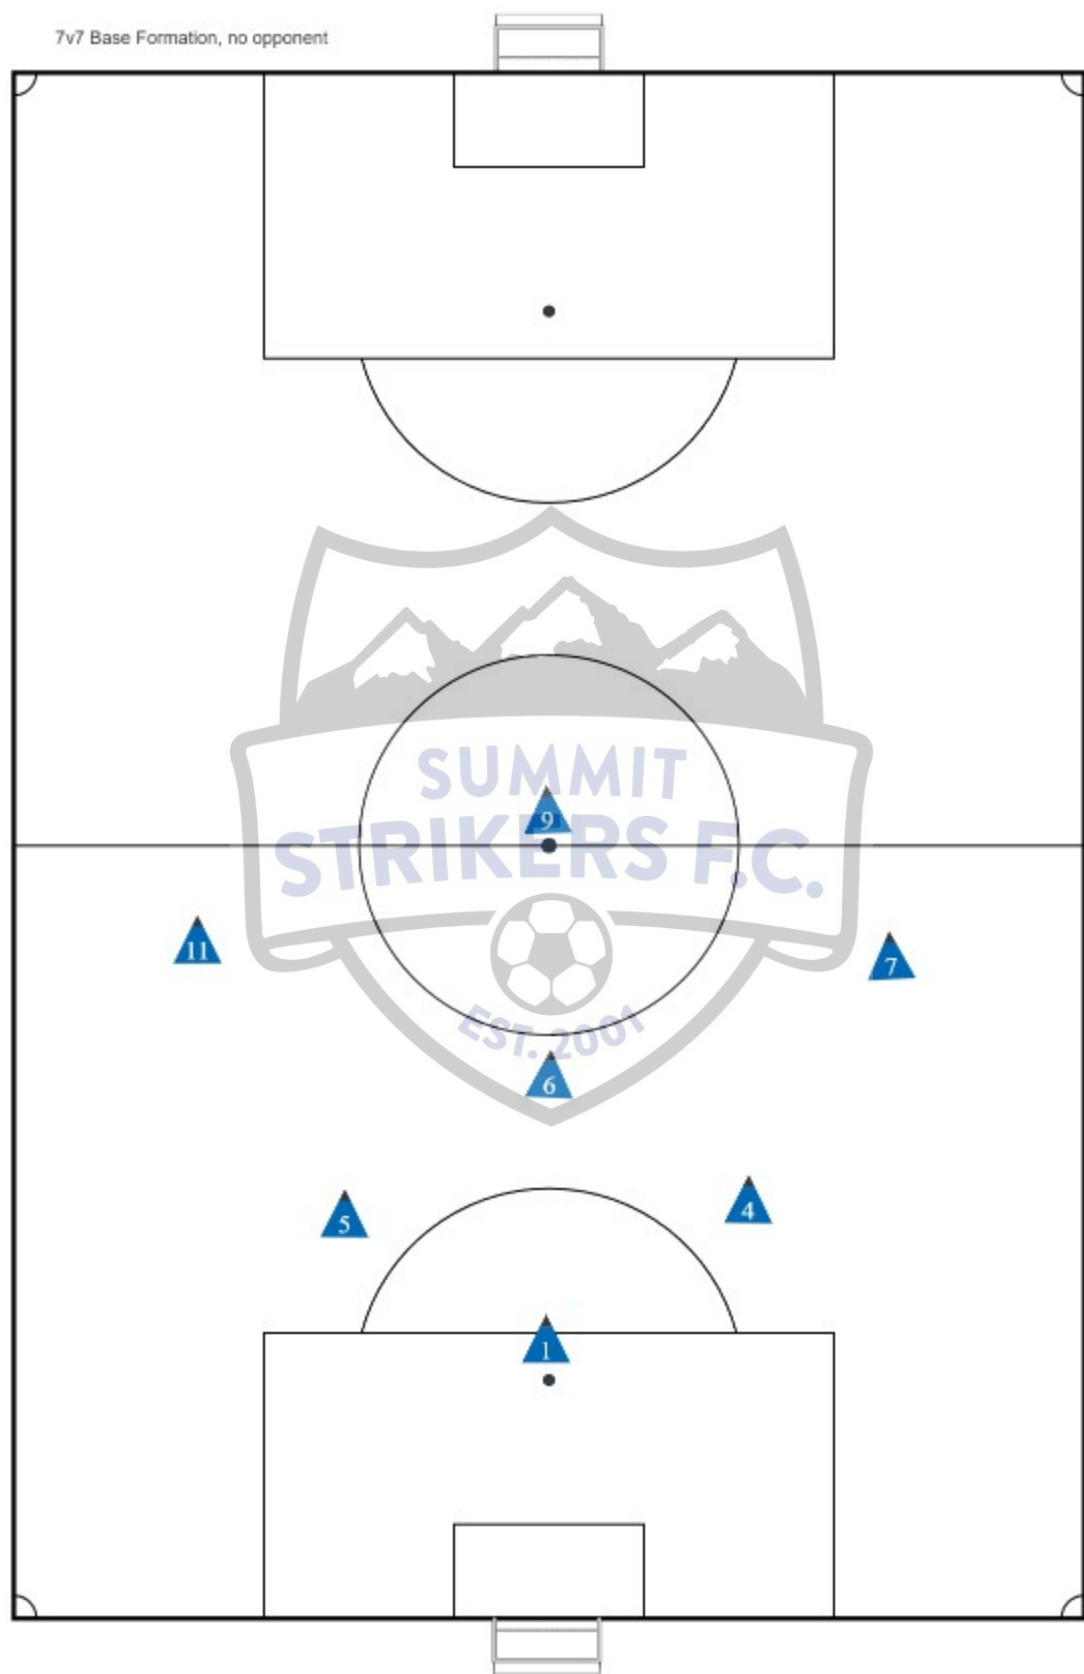 7v7 Base Formation, no opponent
SUMMIT
9
STRIKERS F.C.
11
7
EST. 2001
6
5
4
1